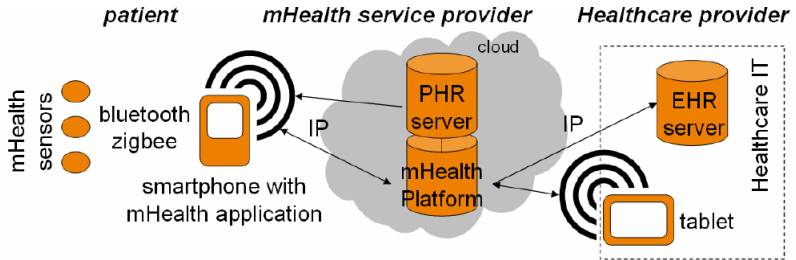 patient
mHealth service provider
Healthcare provider
cloud
mHealth
sensors
bluetooth
zigbee
smartphone with
mHealth application
IP
PHR
server
mHealth
Platform
IP
EHR
server
tablet
Healthcare IT